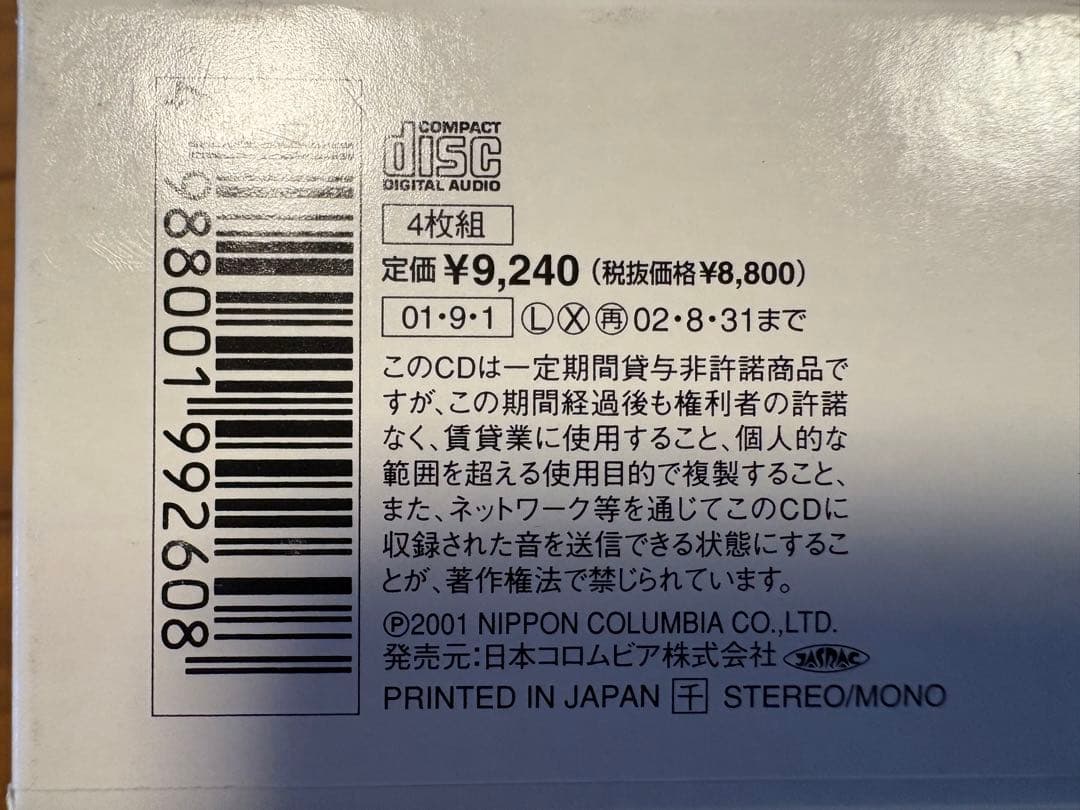 COMPACT
disc
DIGITAL AUDIO
4枚組
定価 ¥9,240（税抜価格¥8,800）
01・9・1 Ⓛ Ⓧ ㊢02・8・31まで
このCDは一定期間貸与非許諾商品で
すが、この期間経過後も権利者の許諾
なく、賃貸業に使用すること、個人的な
範囲を超える使用目的で複製すること、
また、ネットワーク等を通じてこのCDに
収録された音を送信できる状態にするこ
とが、著作権法で禁じられています。
Ⓟ2001 NIPPON COLUMBIA CO.,LTD.
発売元：日本コロムビア株式会社 JASRAC
PRINTED IN JAPAN 千 STEREO/MONO
988001992608